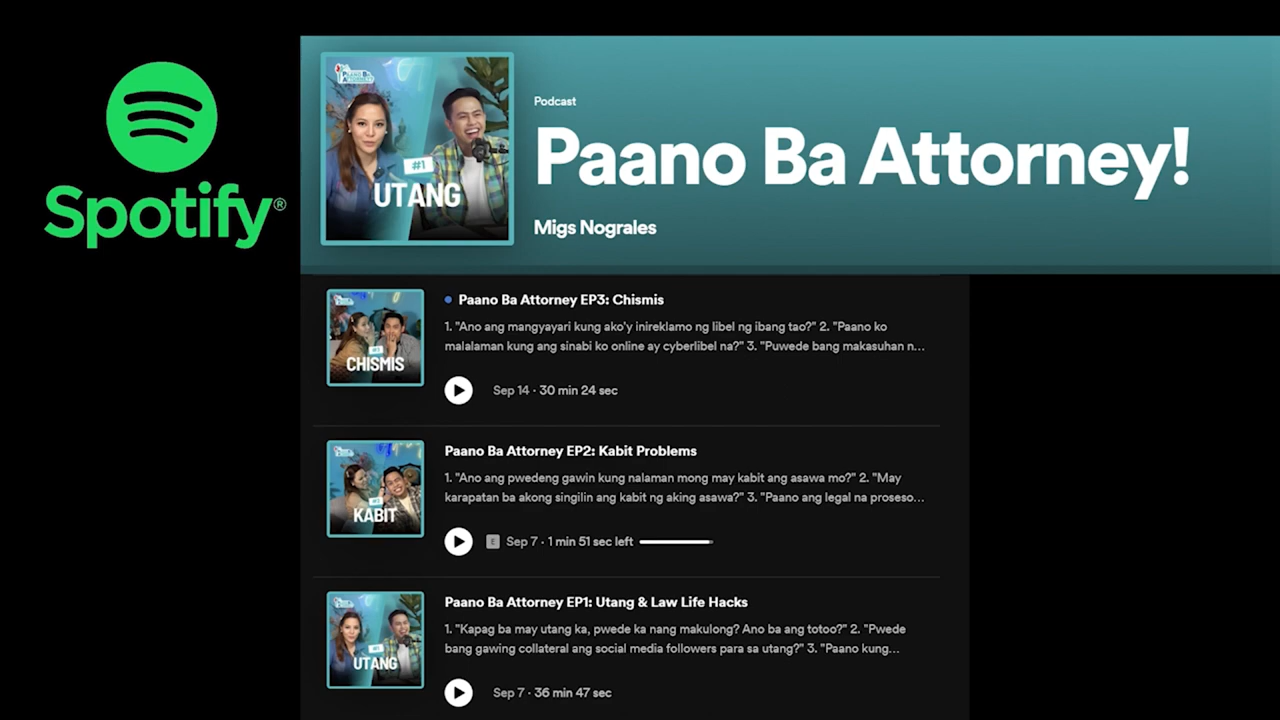 Spotify®
PAANO BA
ATTORNEY
#1
UTANG
Podcast
Paano Ba Attorney!
Migs Nograles
CHISMIS
Paano Ba Attorney EP3: Chismis
1. "Ano ang mangyayari kung ako'y inireklamo ng libel ng ibang tao?" 2. "Paano ko
malalaman kung ang sinabi ko online ay cyberlibel na?" 3. "Puwede bang makasuhan n...
Sep 14 · 30 min 24 sec
KABIT
Paano Ba Attorney EP2: Kabit Problems
1. "Ano ang pwedeng gawin kung nalaman mong may kabit ang asawa mo?" 2. "May
karapatan ba akong singilin ang kabit ng aking asawa?" 3. "Paano ang legal na proseso...
E Sep 7 · 1 min 51 sec left
#1
UTANG
Paano Ba Attorney EP1: Utang & Law Life Hacks
1. "Kapag ba may utang ka, pwede ka nang makulong? Ano ba ang totoo?" 2. "Pwede
bang gawing collateral ang social media followers para sa utang?" 3. "Paano kung...
Sep 7 · 36 min 47 sec